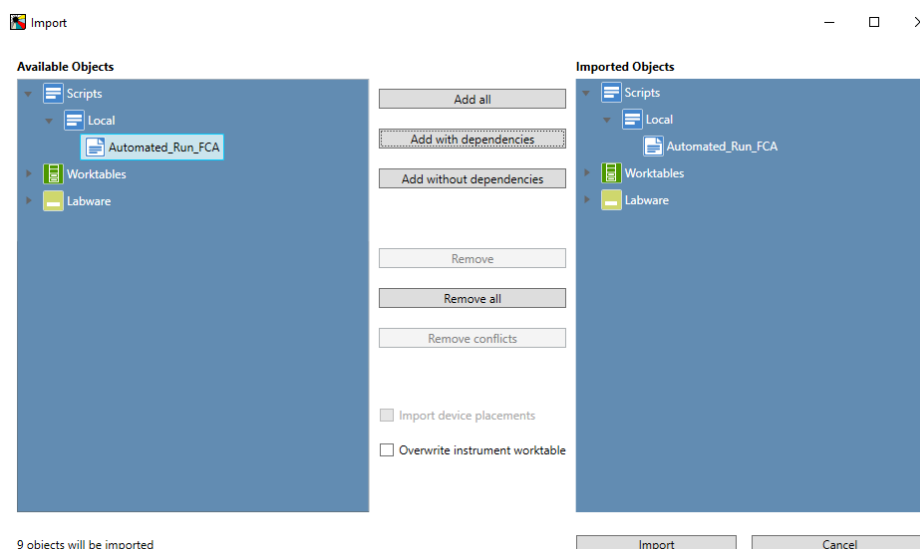 Import
Available Objects
Imported Objects
Scripts
Local
Automated_Run_FCA
Worktables
Labware
Add all
Add with dependencies
Add without dependencies
Remove
Remove all
Remove conflicts
Import device placements
Overwrite instrument worktable
Scripts
Local
Automated_Run_FCA
Worktables
Labware
9 objects will be imported
Import
Cancel